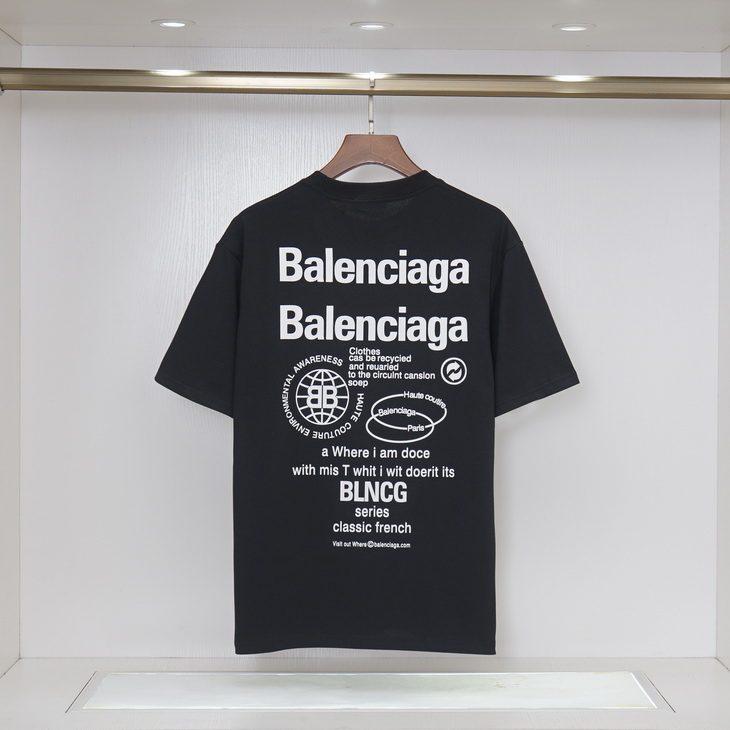 Balenciaga
Balenciaga
Clothes
cas be recycled
and reuaried
to the circulnt canslon
soep
HAUTE COUTURE ENVIRONMENTAL AWARENESS
BB
Haute coutire
Balenciaga
Paris
a Where i am doce
with mis T whit i wit doerit its
BLNCG
series
classic french
Visit out Where©balenciaga.com